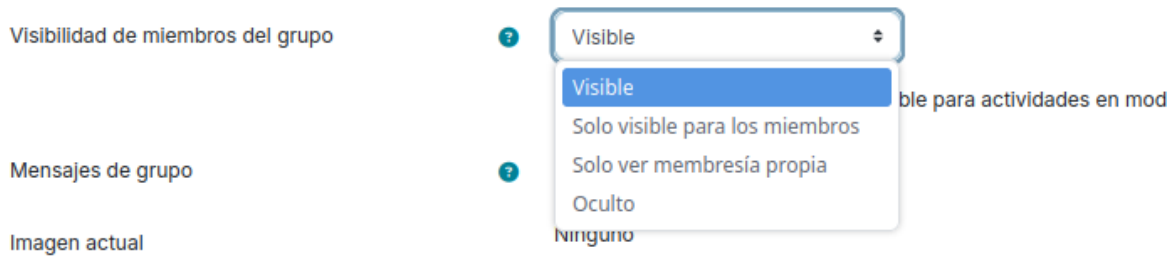 Visibilidad de miembros del grupo
Visible
Visible
ble para actividades en mod
Solo visible para los miembros
Solo ver membresía propia
Mensajes de grupo
Oculto
Ninguno
Imagen actual